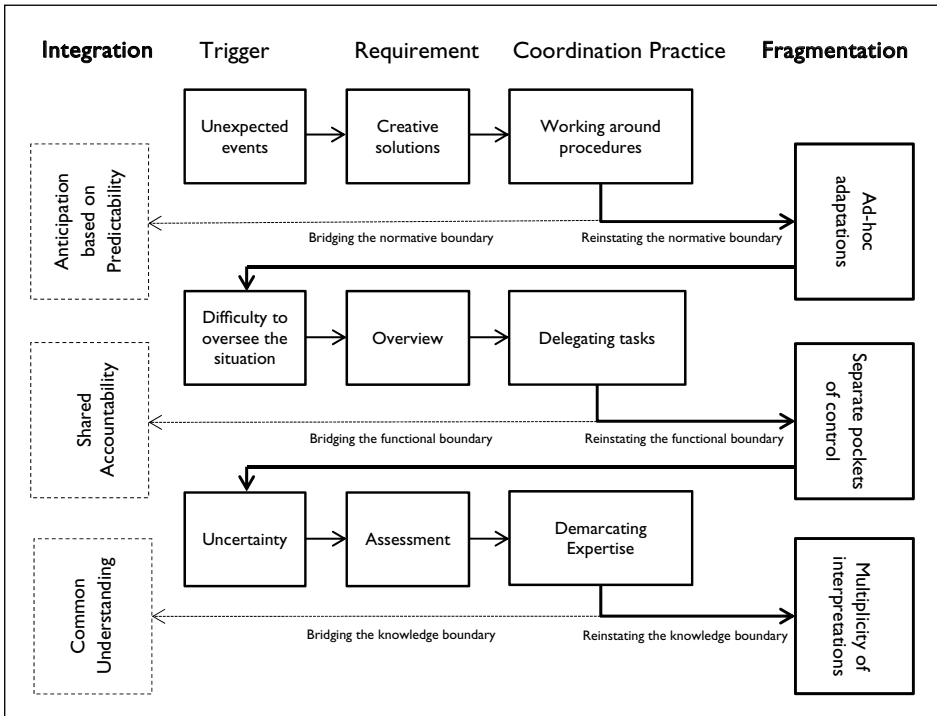 Integration
Trigger
Requirement
Coordination Practice
Fragmentation
Unexpected
events
Creative
solutions
Working around
procedures
Anticipation
based on
Predictability
Ad-hoc
adaptations
Bridging the normative boundary
Reinstating the normative boundary
Difficulty to
oversee the
situation
Overview
Delegating tasks
Shared
Accountability
Separate pockets
of control
Bridging the functional boundary
Reinstating the functional boundary
Uncertainty
Assessment
Demarcating
Expertise
Common
Understanding
Multiplicity of
interpretations
Bridging the knowledge boundary
Reinstating the knowledge boundary